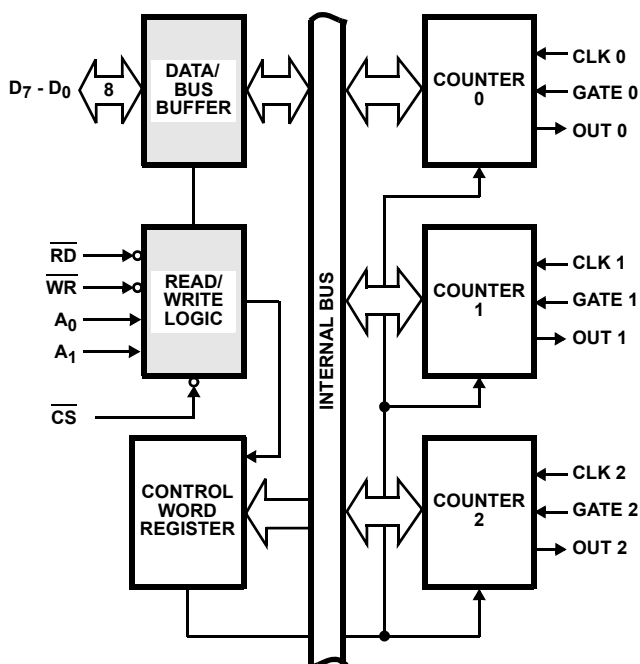 D7 - D0
8
DATA/
BUS
BUFFER
RD
WR
A0
A1
CS
READ/
WRITE
LOGIC
CONTROL
WORD
REGISTER
INTERNAL BUS
COUNTER
0
CLK 0
GATE 0
OUT 0
COUNTER
1
CLK 1
GATE 1
OUT 1
COUNTER
2
CLK 2
GATE 2
OUT 2